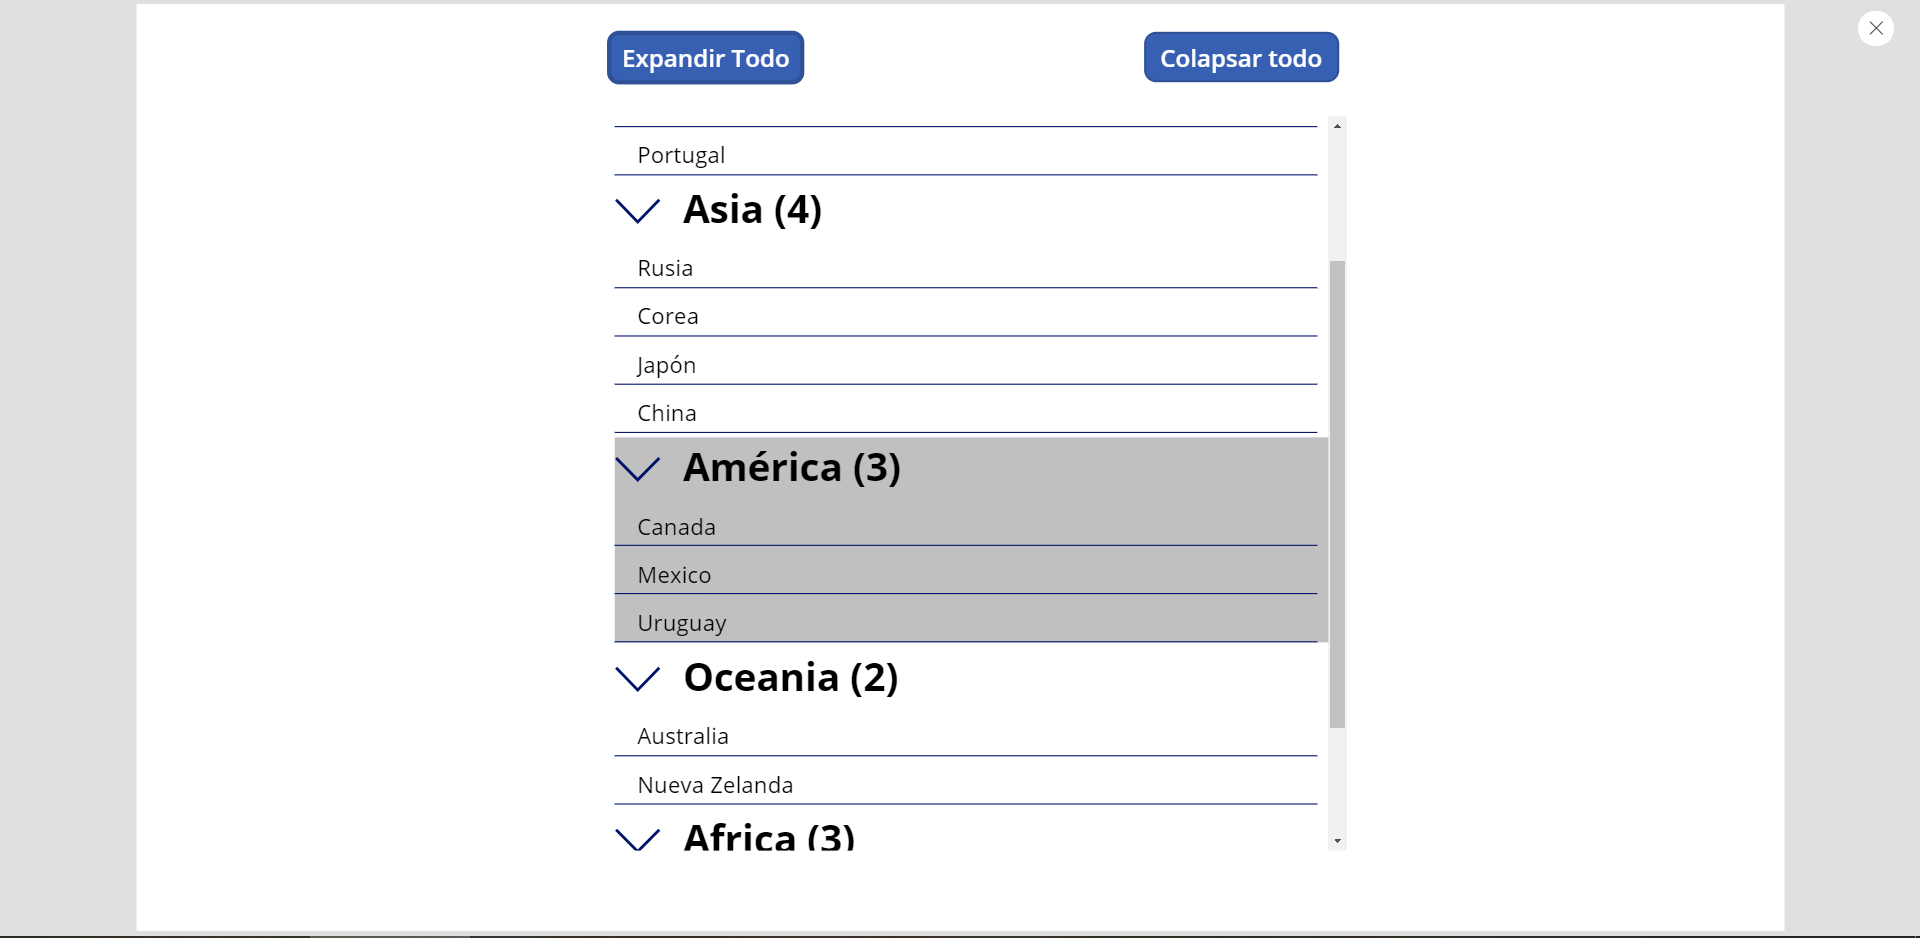 Expandir Todo
Colapsar todo
Portugal
Asia (4)
Rusia
Corea
Japón
China
América (3)
Canada
Mexico
Uruguay
Oceania (2)
Australia
Nueva Zelanda
Africa (3)